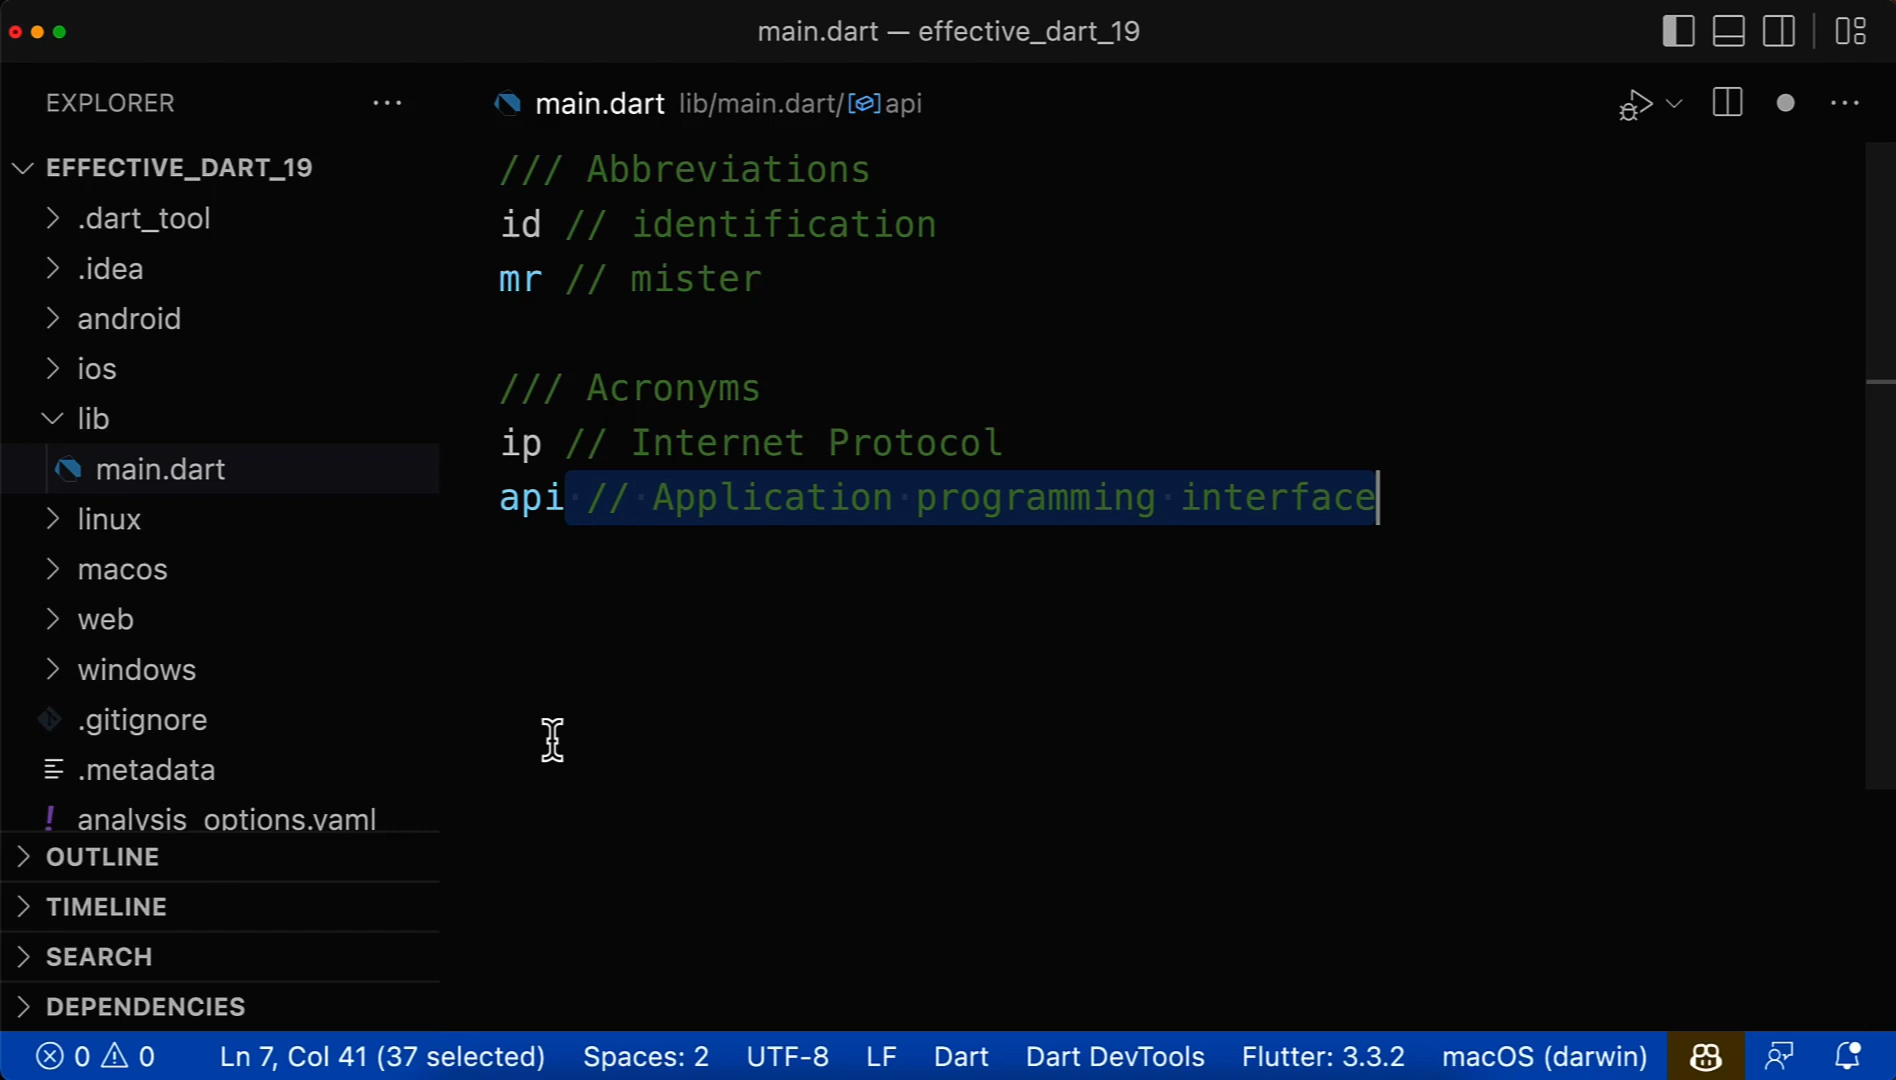 main.dart — effective_dart_19
EXPLORER
main.dart lib/main.dart/api
EFFECTIVE_DART_19
.dart_tool
.idea
android
ios
lib
main.dart
linux
macos
web
windows
.gitignore
.metadata
analysis_options.yaml
OUTLINE
TIMELINE
SEARCH
DEPENDENCIES
/// Abbreviations
id // identification
mr // mister
/// Acronyms
ip // Internet Protocol
api // Application programming interface
0 0 Ln 7, Col 41 (37 selected) Spaces: 2 UTF-8 LF Dart Dart DevTools Flutter: 3.3.2 macOS (darwin)